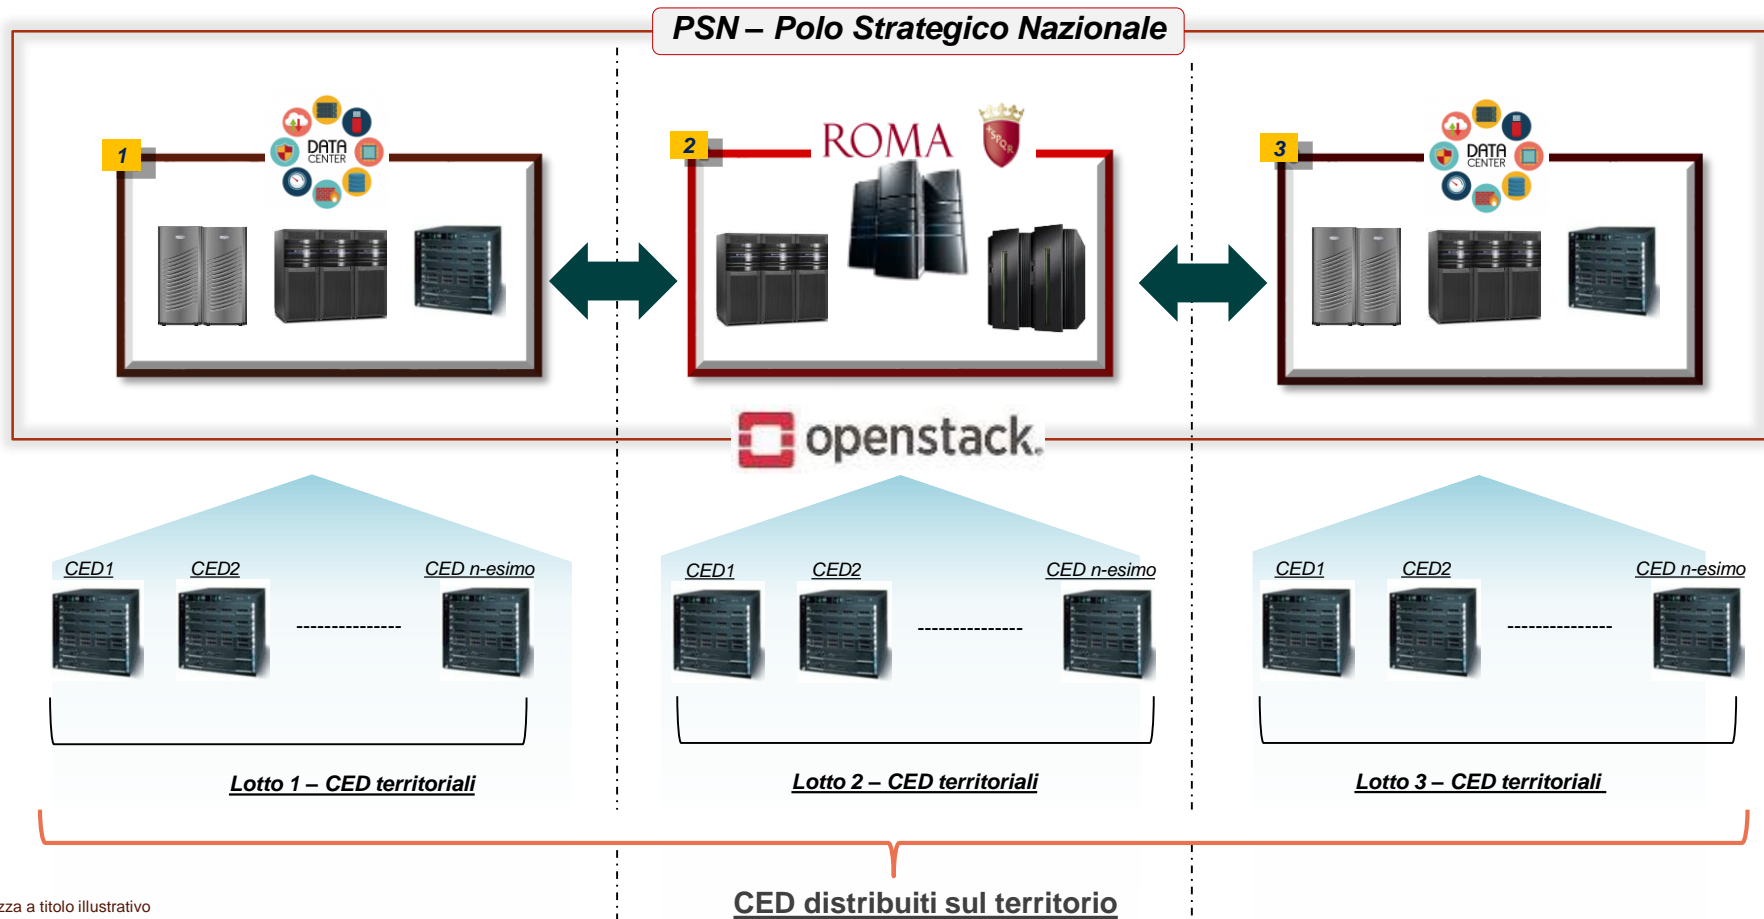 PSN – Polo Strategico Nazionale
1
DATA
CENTER
2
ROMA
SPQR
3
DATA
CENTER
openstack.
CED1
CED2
CED n-esimo
CED1
CED2
CED n-esimo
CED1
CED2
CED n-esimo
Lotto 1 – CED territoriali
Lotto 2 – CED territoriali
Lotto 3 – CED territoriali
CED distribuiti sul territorio
zza a titolo illustrativo